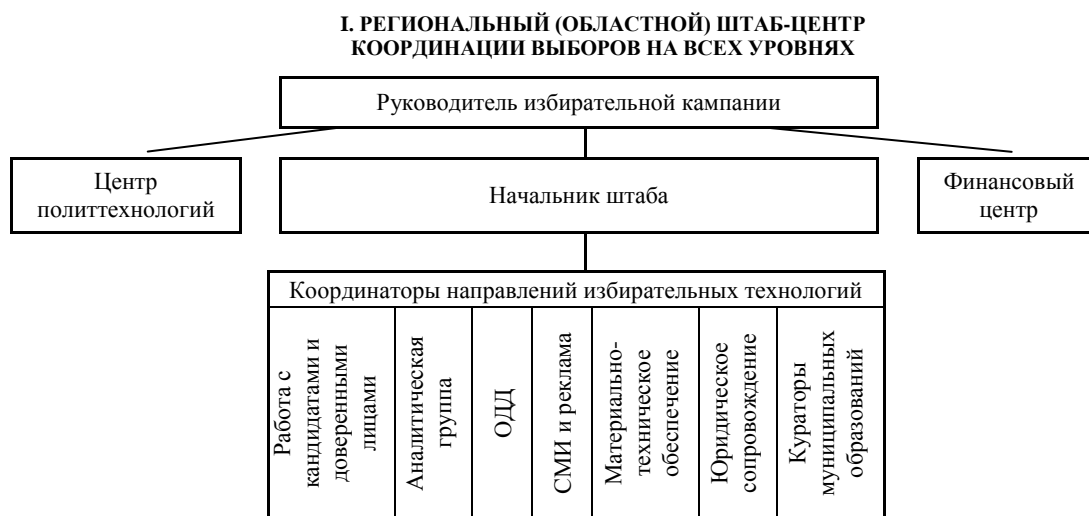 I. РЕГИОНАЛЬНЫЙ (ОБЛАСТНОЙ) ШТАБ-ЦЕНТР
КООРДИНАЦИИ ВЫБОРОВ НА ВСЕХ УРОВНЯХ
Руководитель избирательной кампании
Центр
политтехнологий
Начальник штаба
Финансовый
центр
Координаторы направлений избирательных технологий
Работа с
кандидатами и
доверенными
лицами
Аналитическая
группа
ОДД
СМИ и реклама
Материально-
техническое
обеспечение
Юридическое
сопровождение
Кураторы
муниципальных
образований